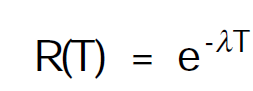 R(T) = e^{-λT}